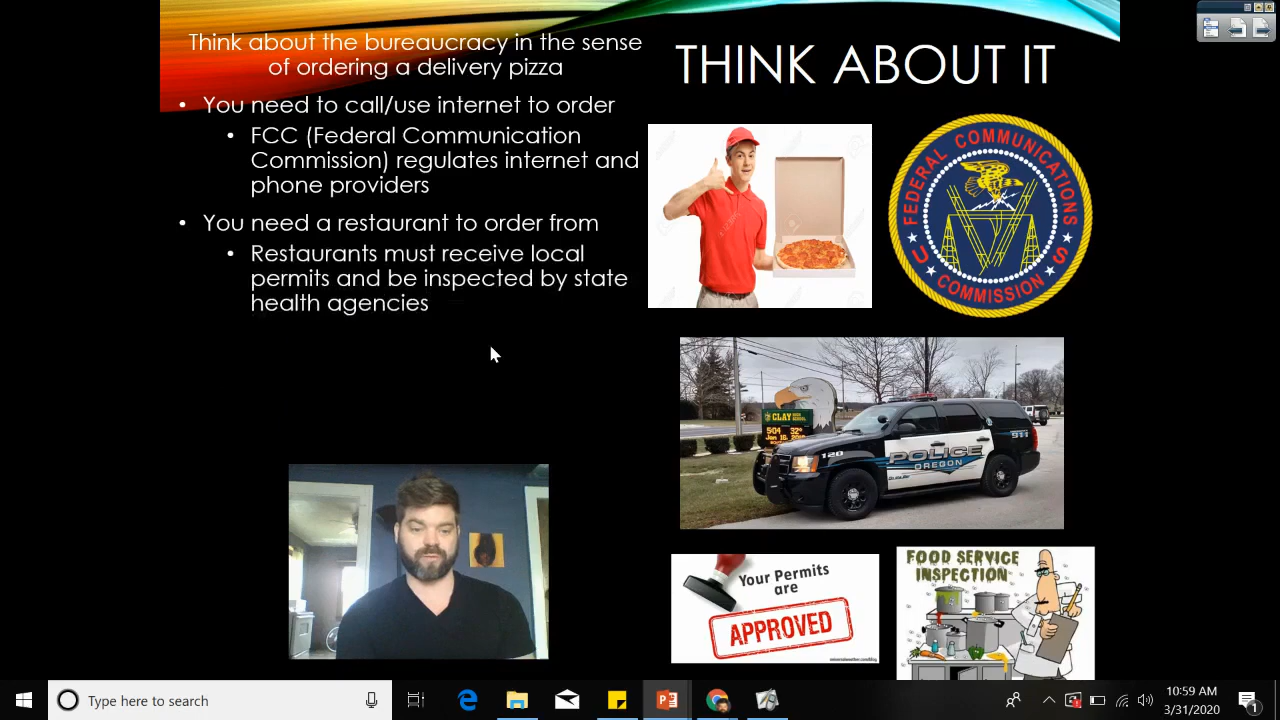 Think about the bureaucracy in the sense
of ordering a delivery pizza
THINK ABOUT IT
• You need to call/use internet to order
• FCC (Federal Communication
Commission) regulates internet and
phone providers
• You need a restaurant to order from
• Restaurants must receive local
permits and be inspected by state
health agencies
FEDERAL COMMUNICATIONS
U S
COMMISSION
CLAY
504 32°
120
POLICE
OREGON
911
Your Permits
are
APPROVED
FOOD SERVICE
INSPECTION
Type here to search
10:59 AM
3/31/2020
1